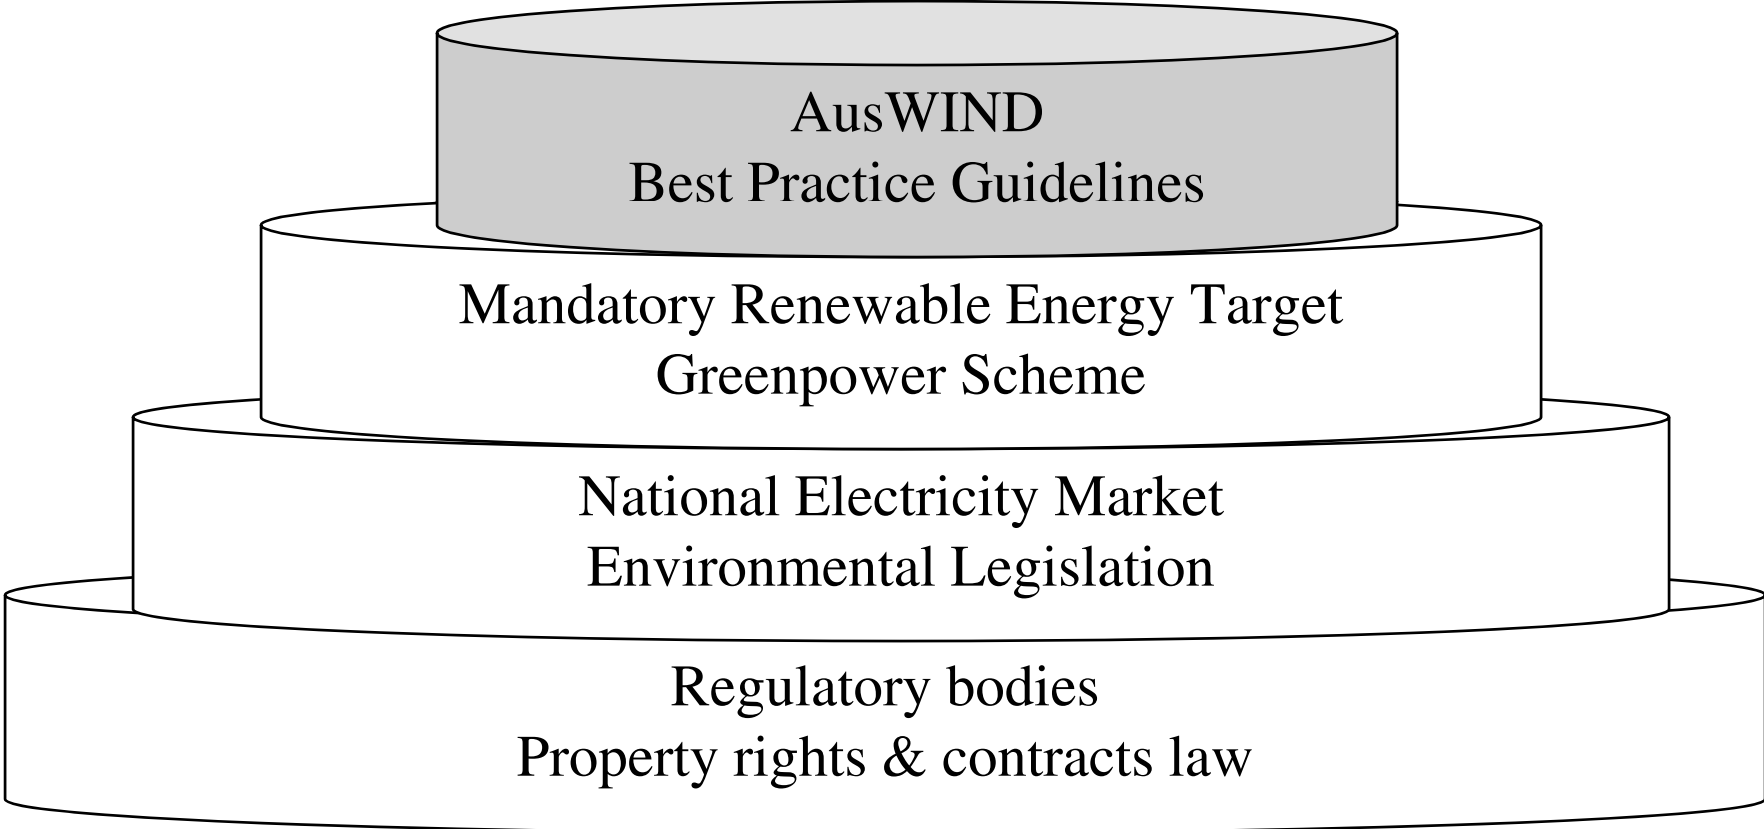 AusWIND
Best Practice Guidelines
Mandatory Renewable Energy Target
Greenpower Scheme
National Electricity Market
Environmental Legislation
Regulatory bodies
Property rights & contracts law